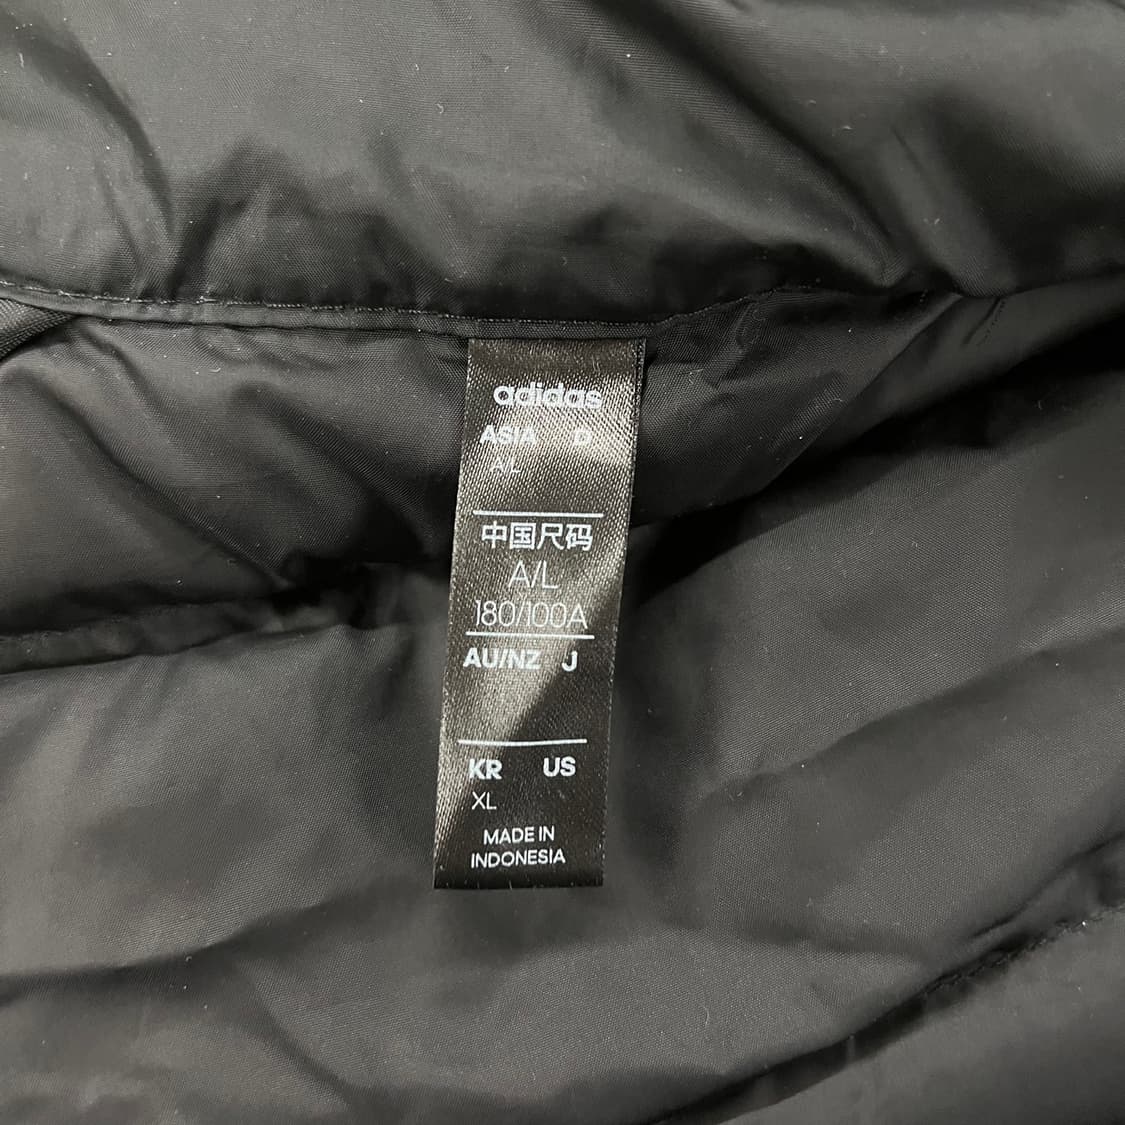 adidas
ASIA D
A/L
中国尺码
A/L
180/100A
AU/NZ J
KR US
XL
MADE IN
INDONESIA